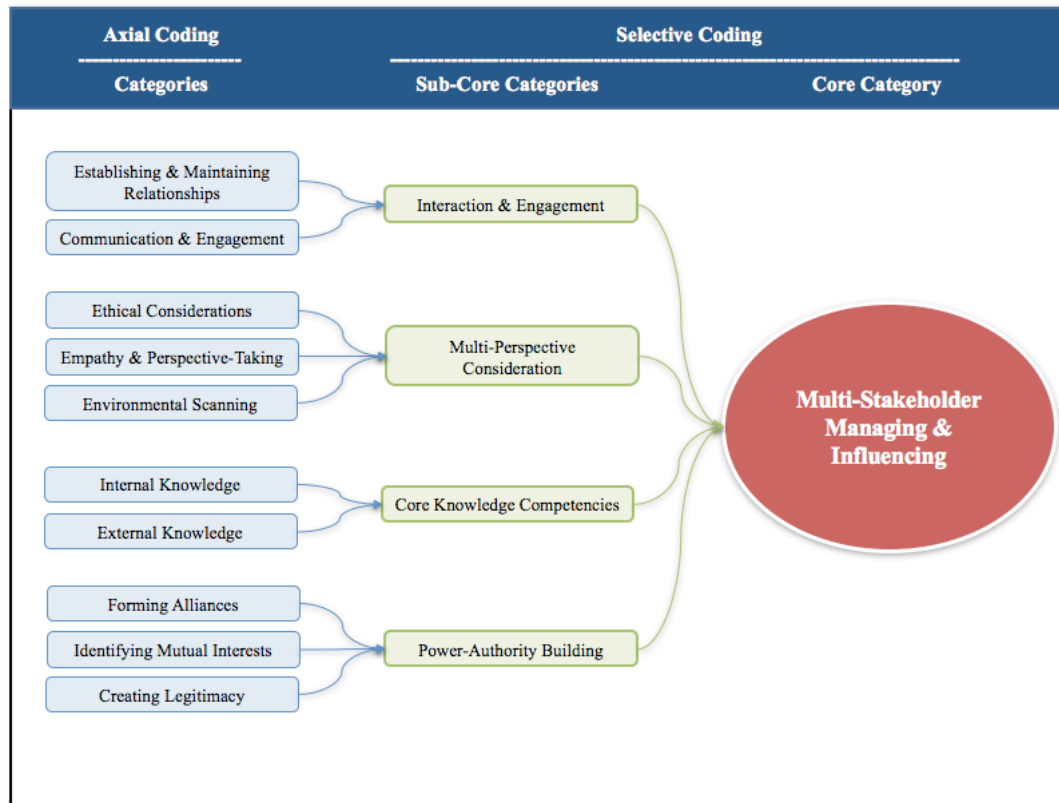 Axial Coding
Selective Coding
Categories
Sub-Core Categories
Core Category
Establishing & Maintaining
Relationships
Communication & Engagement
Interaction & Engagement
Ethical Considerations
Empathy & Perspective-Taking
Environmental Scanning
Multi-Perspective
Consideration
Internal Knowledge
External Knowledge
Core Knowledge Competencies
Forming Alliances
Identifying Mutual Interests
Creating Legitimacy
Power-Authority Building
Multi-Stakeholder
Managing &
Influencing